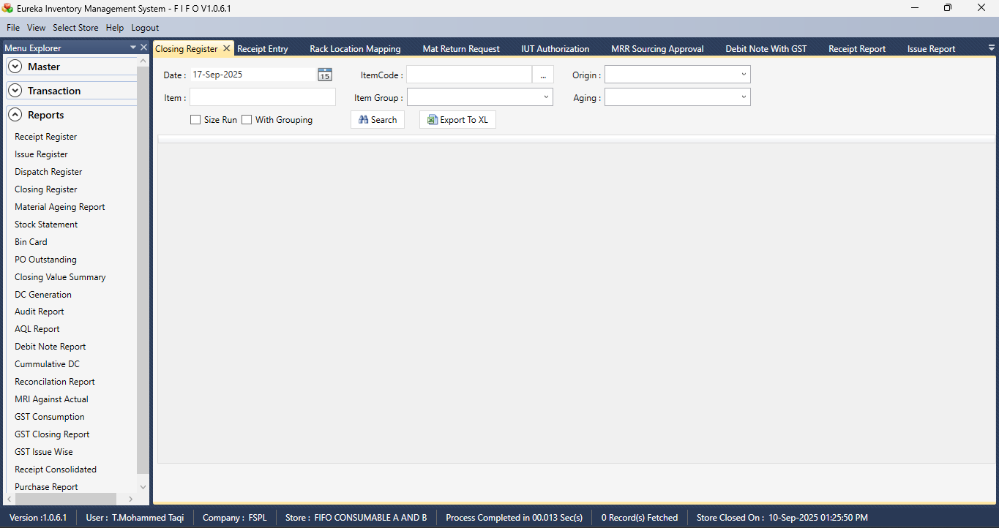 Eureka Inventory Management System - F I F O V1.0.6.1
File View Select Store Help Logout
Menu Explorer
Closing Register Receipt Entry Rack Location Mapping Mat Return Request IUT Authorization MRR Sourcing Approval Debit Note With GST Receipt Report Issue Report
Master
Transaction
Reports
Receipt Register
Issue Register
Dispatch Register
Closing Register
Material Ageing Report
Stock Statement
Bin Card
PO Outstanding
Closing Value Summary
DC Generation
Audit Report
AQL Report
Debit Note Report
Cummulative DC
Reconcilation Report
MRI Against Actual
GST Consumption
GST Closing Report
GST Issue Wise
Receipt Consolidated
Purchase Report
Date : 17-Sep-2025 15 ItemCode : ... Origin :
Item : Item Group : Aging :
Size Run With Grouping Search Export To XL
Version :1.0.6.1 User : T.Mohammed Taqi Company : FSPL Store : FIFO CONSUMABLE A AND B Process Completed in 00.013 Sec(s) 0 Record(s) Fetched Store Closed On : 10-Sep-2025 01:25:50 PM